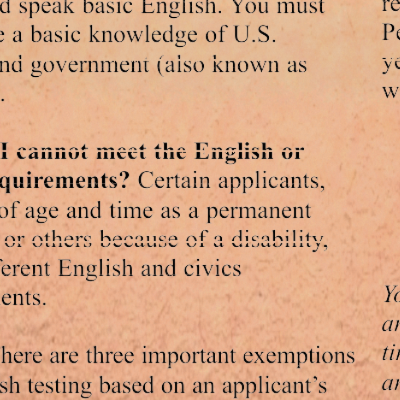 d speak basic English. You must
e a basic knowledge of U.S.
nd government (also known as
.
I cannot meet the English or
quirements? Certain applicants,
of age and time as a permanent
or others because of a disability,
ferent English and civics
ents.
here are three important exemptions
sh testing based on an applicant's
re
Pe
ye
w
Yo
an
ti
an